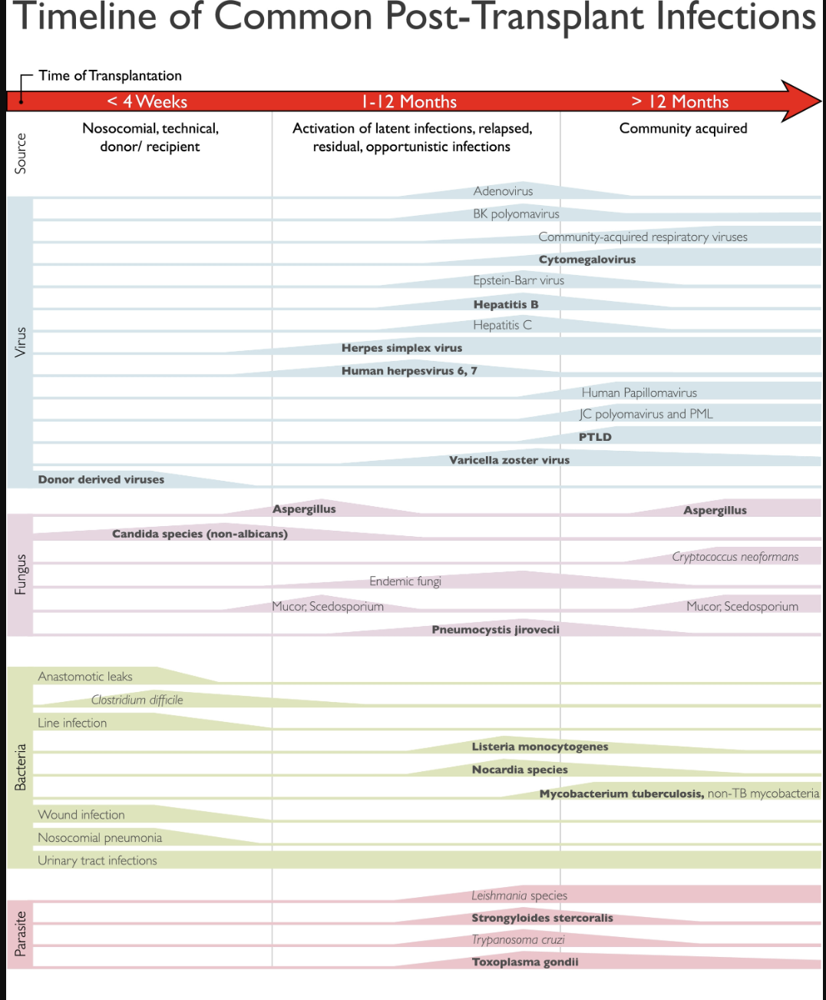 Timeline of Common Post-Transplant Infections
Time of Transplantation
< 4 Weeks
1-12 Months
> 12 Months
Source
Nosocomial, technical,
donor/ recipient
Activation of latent infections, relapsed,
residual, opportunistic infections
Community acquired
Virus
Adenovirus
BK polyomavirus
Community-acquired respiratory viruses
Cytomegalovirus
Epstein-Barr virus
Hepatitis B
Hepatitis C
Herpes simplex virus
Human herpesvirus 6, 7
Human Papillomavirus
JC polyomavirus and PML
PTLD
Varicella zoster virus
Donor derived viruses
Fungus
Aspergillus
Aspergillus
Candida species (non-albicans)
Cryptococcus neoformans
Endemic fungi
Mucor, Scedosporium
Mucor, Scedosporium
Pneumocystis jirovecii
Bacteria
Anastomotic leaks
Clostridium difficile
Line infection
Listeria monocytogenes
Nocardia species
Mycobacterium tuberculosis, non-TB mycobacteria
Wound infection
Nosocomial pneumonia
Urinary tract infections
Parasite
Leishmania species
Strongyloides stercoralis
Trypanosoma cruzi
Toxoplasma gondii